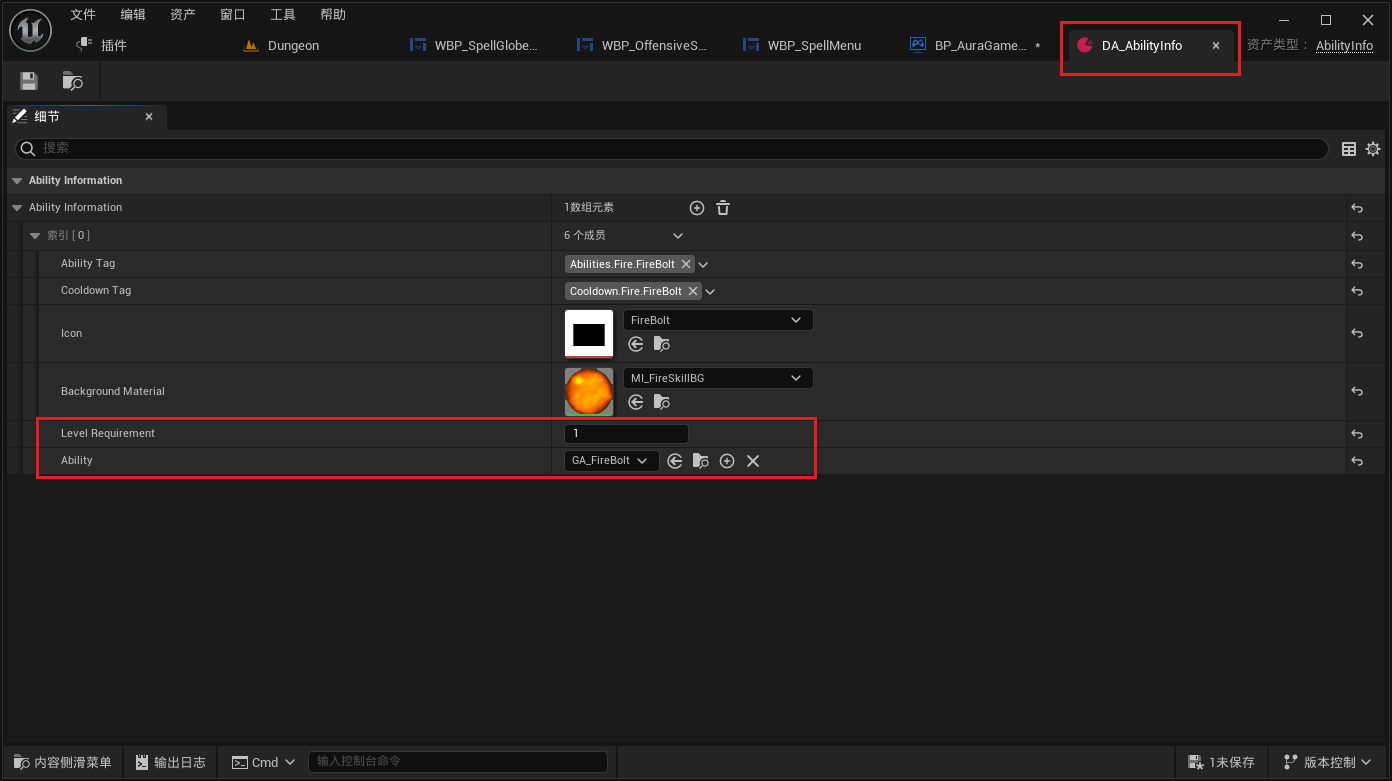 文件 编辑 资产 窗口 工具 帮助
插件 Dungeon WBP_SpellGlobe... WBP_OffensiveS... WBP_SpellMenu BP_AuraGame... • DA_AbilityInfo 资产类型： AbilityInfo
细节
搜索
Ability Information
Ability Information 1数组元素
索引 [ 0 ] 6 个成员
Ability Tag Abilities.Fire.FireBolt
Cooldown Tag Cooldown.Fire.FireBolt
Icon FireBolt
Background Material MI_FireSkillBG
Level Requirement 1
Ability GA_FireBolt
内容侧滑菜单 输出日志 Cmd 输入控制台命令 1未保存 版本控制